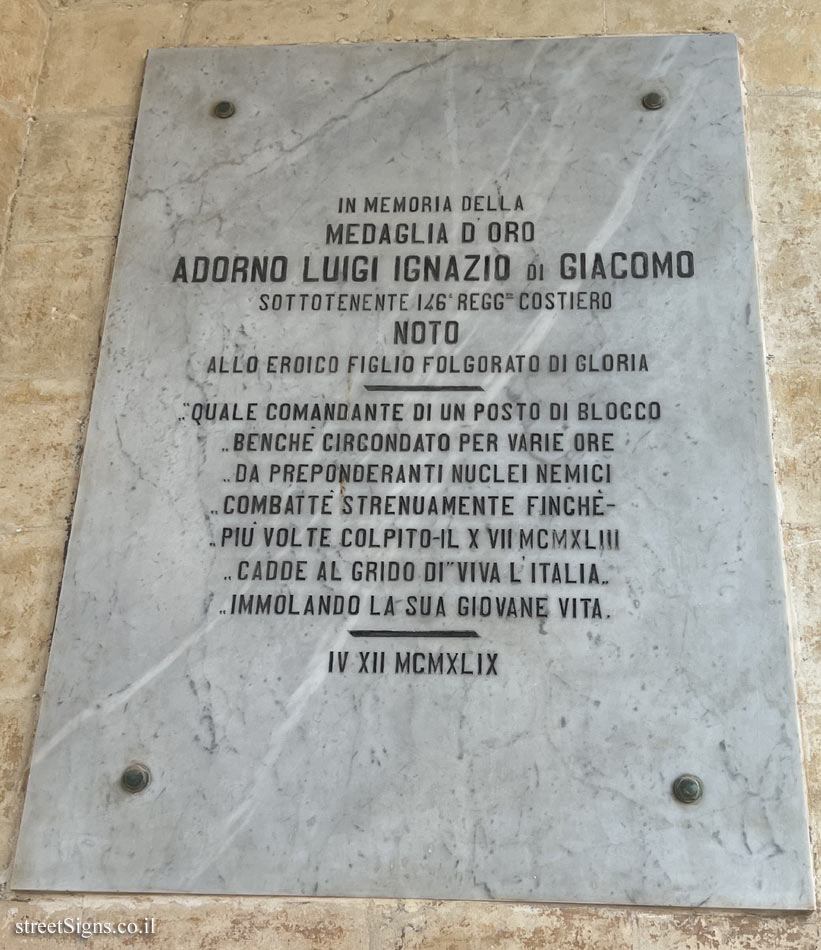 IN MEMORIA DELLA
MEDAGLIA D'ORO
ADORNO LUIGI IGNAZIO DI GIACOMO
SOTTOTENENTE 146° REGG.= COSTIERO
NOTO
ALLO EROICO FIGLIO FOLGORATO DI GLORIA
„"QUALE COMANDANTE DI UN POSTO DI BLOCCO
„BENCHÈ CIRCONDATO PER VARIE ORE
„DA PREPONDERANTI NUCLEI NEMICI
„COMBATTÈ STRENUAMENTE FINCHÈ-
„PIÙ VOLTE COLPITO-IL X VII MCMXLIII
„CADDE AL GRIDO DI "VIVA L'ITALIA„
„IMMOLANDO LA SUA GIOVANE VITA.
IV XII MCMXLIX
streetSigns.co.il